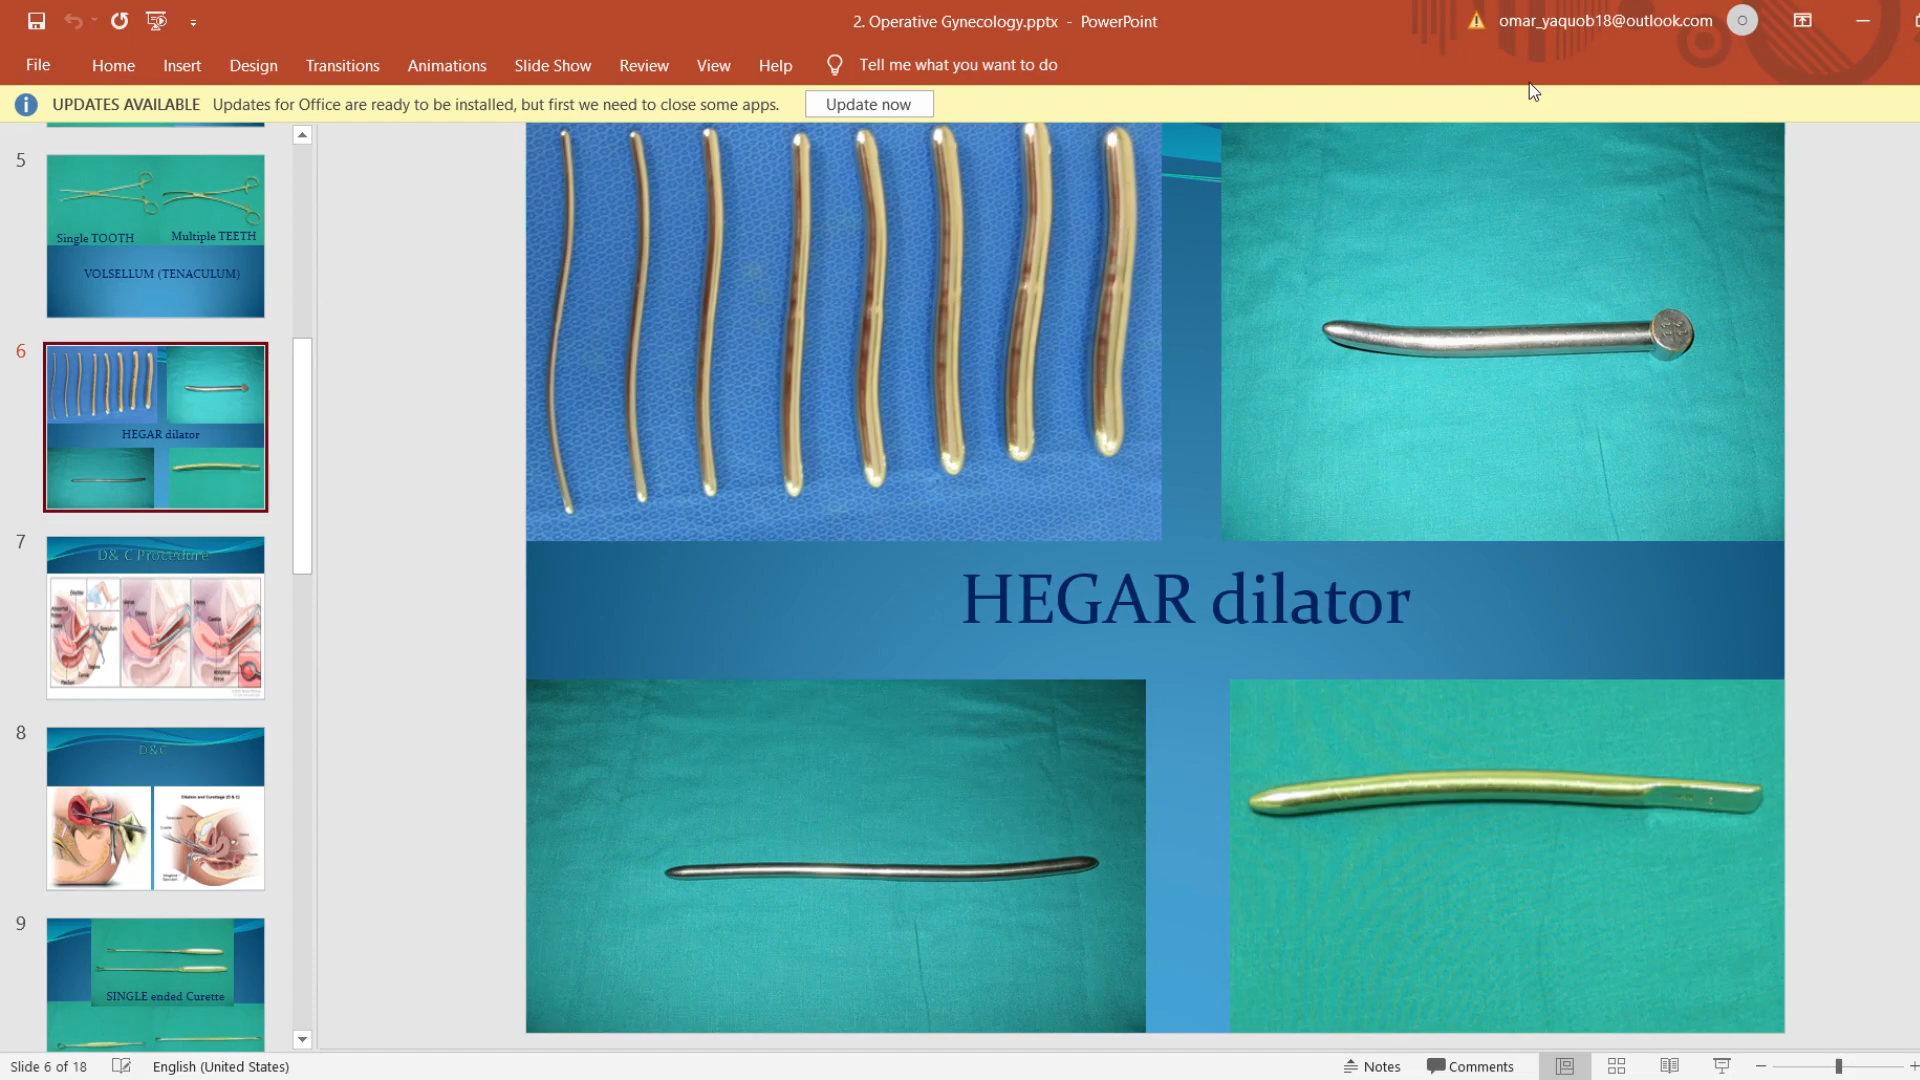 2. Operative Gynecology.pptx - PowerPoint
omar_yaquob18@outlook.com
O
File Home Insert Design Transitions Animations Slide Show Review View Help Tell me what you want to do
UPDATES AVAILABLE Updates for Office are ready to be installed, but first we need to close some apps. Update now
5
Single TOOTH
Multiple TEETH
VOLSELLUM (TENACULUM)
6
HEGAR dilator
7
D& C Procedure
8
D&C
Dilation and Curettage (D & C)
9
SINGLE ended Curette
HEGAR dilator
Slide 6 of 18
English (United States)
Notes
Comments